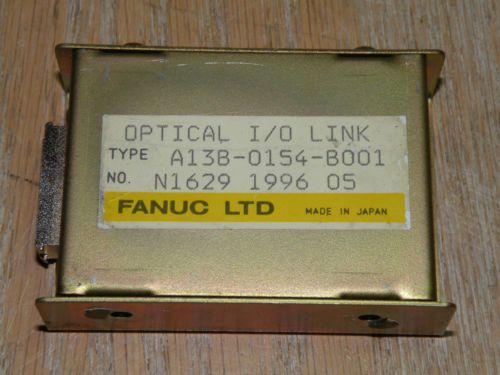 OPTICAL I/O LINK
TYPE A13B-0154-B001
NO. N1629 1996 05
FANUC LTD MADE IN JAPAN